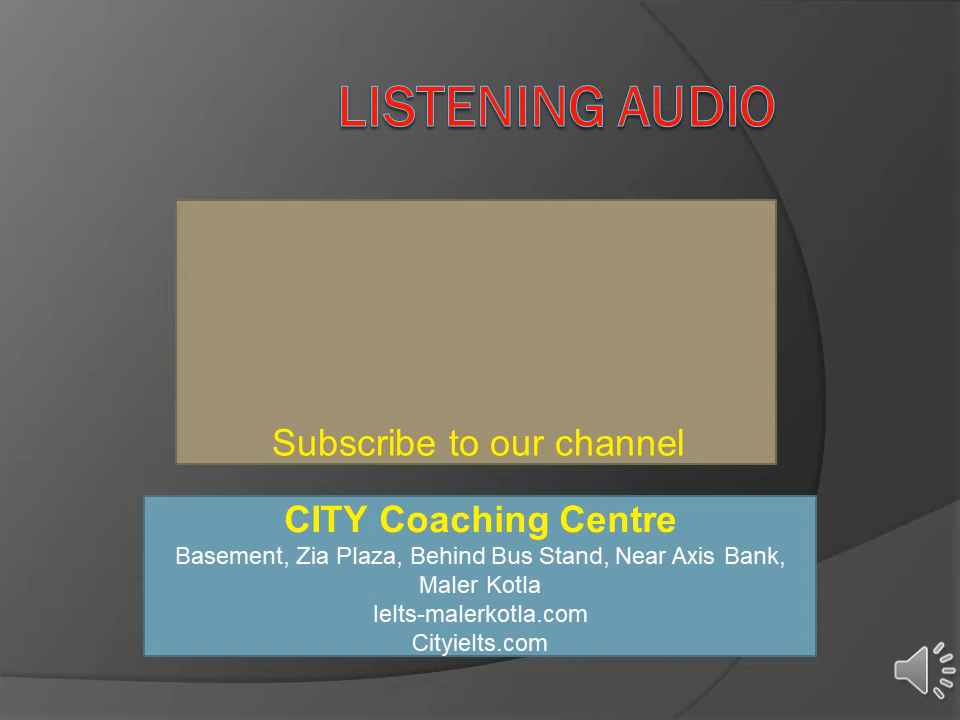 LISTENING AUDIO
Subscribe to our channel
CITY Coaching Centre
Basement, Zia Plaza, Behind Bus Stand, Near Axis Bank,
Maler Kotla
Ielts-malerkotla.com
Cityielts.com